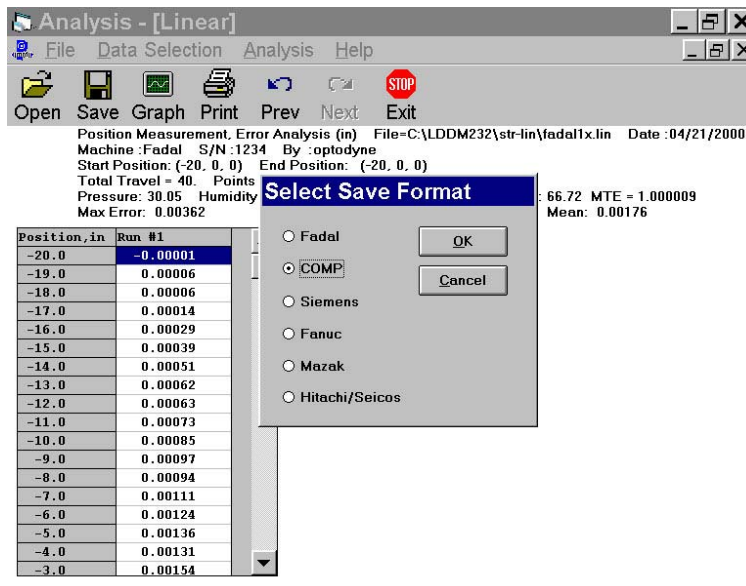 Analysis - [Linear]
File Data Selection Analysis Help
Open Save Graph Print Prev Next STOP Exit
Position Measurement, Error Analysis (in) File=C:\LDDM232\str-lin\fadal1x.lin Date :04/21/2000
Machine :Fadal S/N :1234 By :optodyne
Start Position: (-20, 0, 0) End Position: (-20, 0, 0)
Total Travel = 40. Points
Pressure: 30.05 Humidity : 66.72 MTE = 1.000009
Max Error: 0.00362 Mean: 0.00176
Select Save Format
Fadal
COMP
Siemens
Fanuc
Mazak
Hitachi/Seicos
OK
Cancel
Position,in Run #1
-20.0 -0.00001
-19.0 0.00006
-18.0 0.00006
-17.0 0.00014
-16.0 0.00029
-15.0 0.00039
-14.0 0.00051
-13.0 0.00062
-12.0 0.00063
-11.0 0.00073
-10.0 0.00085
-9.0 0.00097
-8.0 0.00094
-7.0 0.00111
-6.0 0.00124
-5.0 0.00136
-4.0 0.00131
-3.0 0.00154